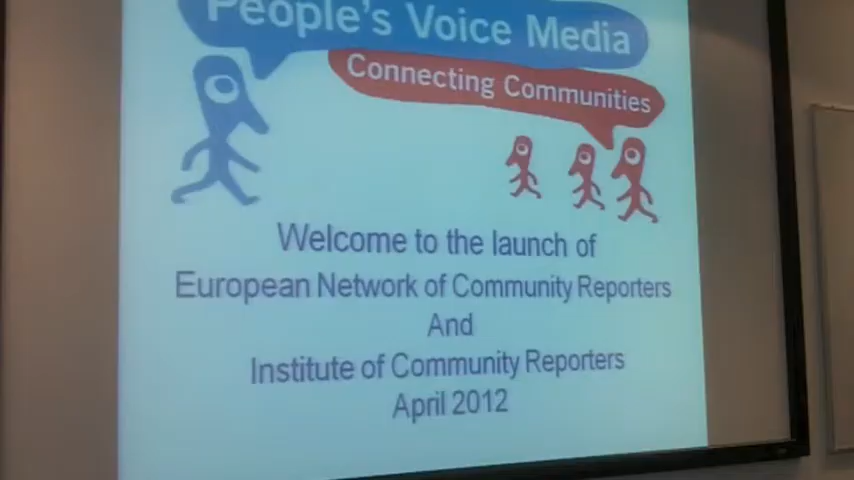 People's Voice Media
Connecting Communities
Welcome to the launch of
European Network of Community Reporters
And
Institute of Community Reporters
April 2012